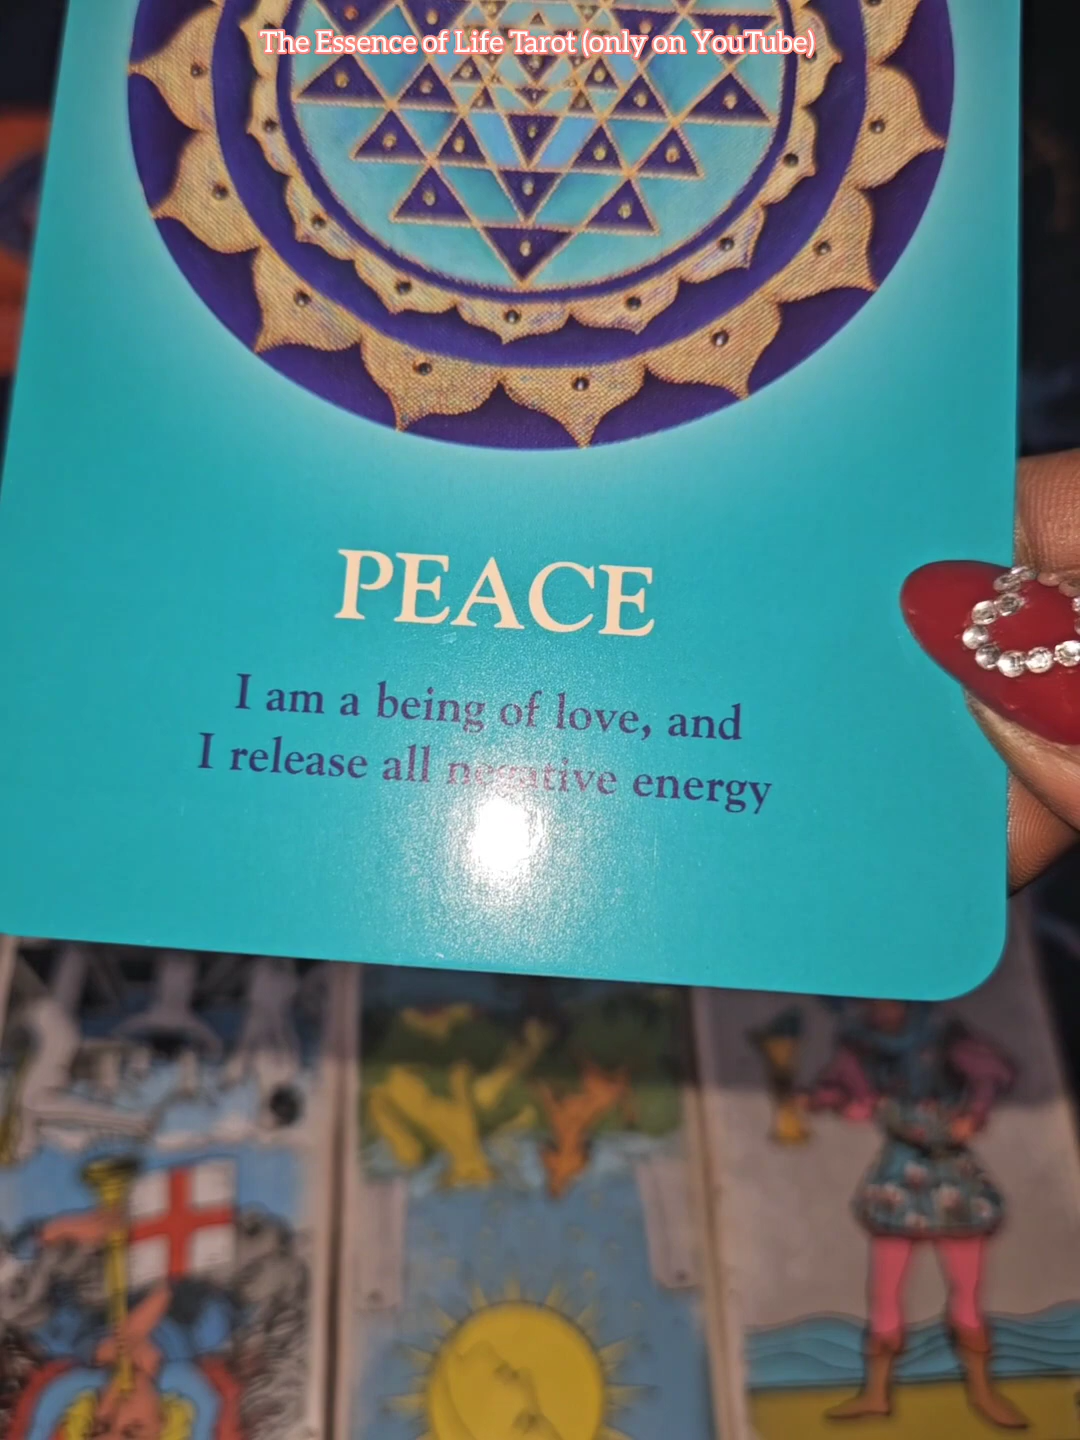 The Essence of Life Tarot (only on YouTube)
PEACE
I am a being of love, and
I release all negative energy